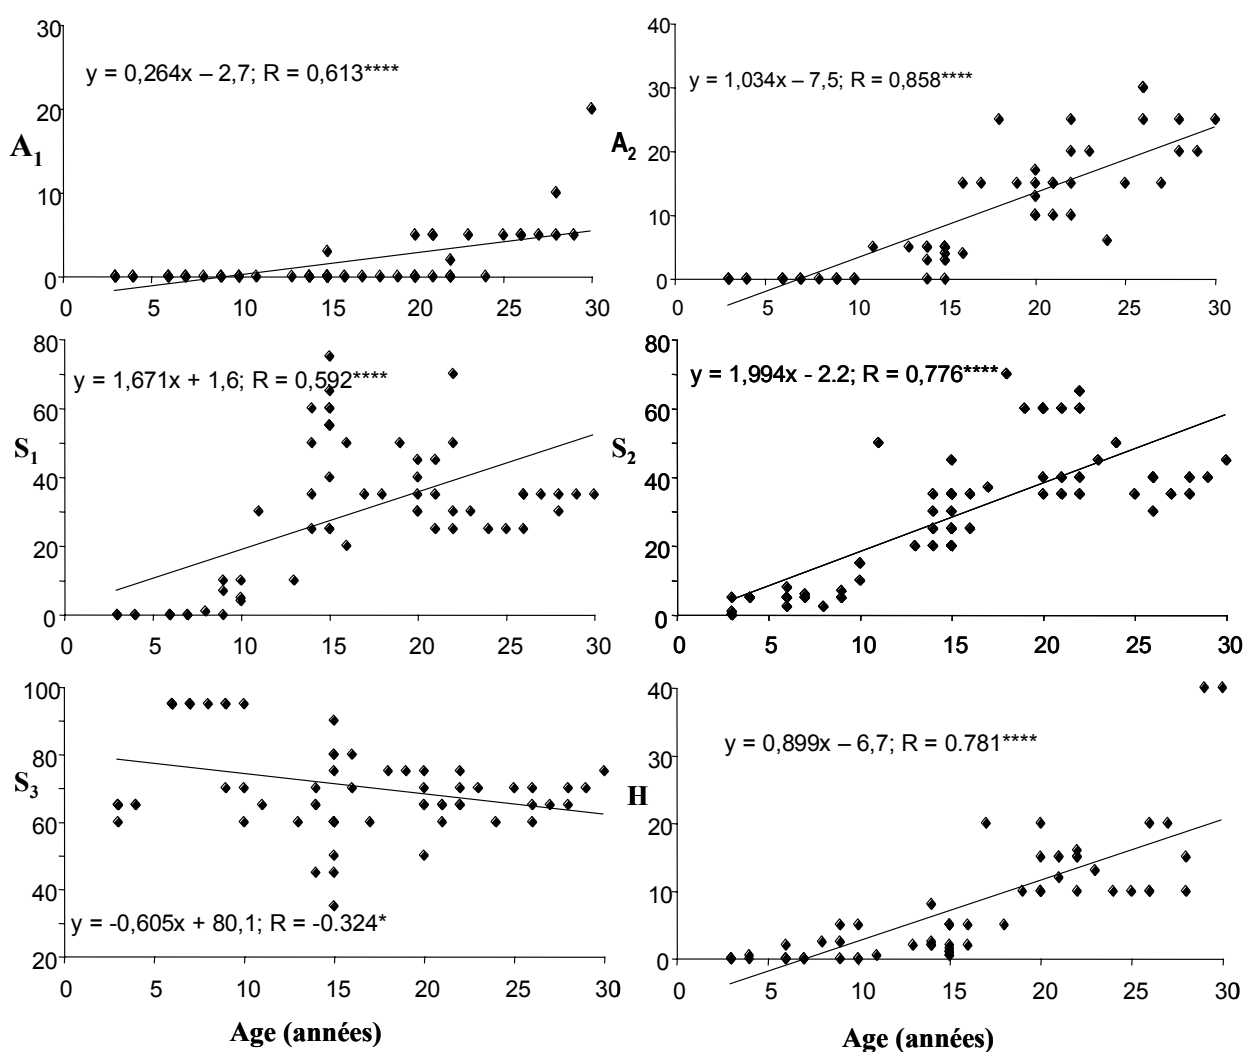 30
20
10
0
A1
y = 0,264x – 2,7; R = 0,613****
0 5 10 15 20 25 30
40
30
20
10
0
A2
y = 1,034x – 7,5; R = 0,858****
0 5 10 15 20 25 30
80
60
40
20
0
S1
y = 1,671x + 1,6; R = 0,592****
0 5 10 15 20 25 30
80
60
40
20
0
S2
y = 1,994x - 2.2; R = 0,776****
0 5 10 15 20 25 30
100
80
60
40
20
S3
y = -0,605x + 80,1; R = -0.324*
0 5 10 15 20 25 30
Age (années)
40
30
20
10
0
H
y = 0,899x – 6,7; R = 0.781****
0 5 10 15 20 25 30
Age (années)